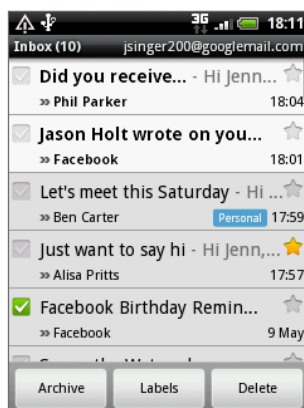 3G 18:11
Inbox (10) jsinger200@googlemail.com
Did you receive... - Hi Jenn...
» Phil Parker 18:04
Jason Holt wrote on you...
» Facebook 18:01
Let's meet this Saturday - Hi ...
» Ben Carter Personal 17:59
Just want to say hi - Hi Jenn,...
» Alisa Pritts 17:57
Facebook Birthday Remin...
» Facebook 9 May
Archive Labels Delete